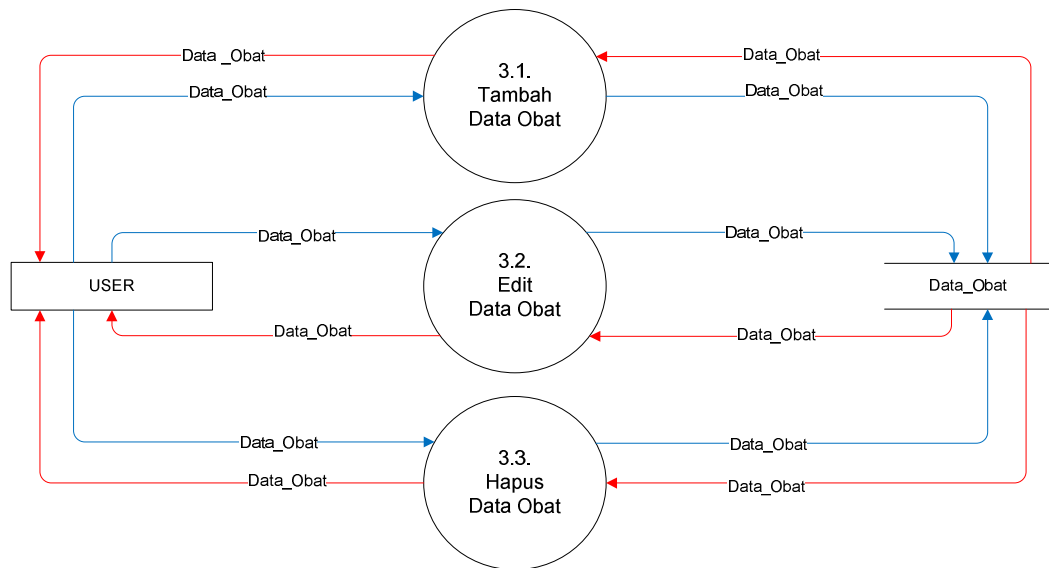 Data _Obat
Data_Obat
Data_Obat
Data_Obat
3.1.
Tambah
Data Obat
Data_Obat
Data_Obat
3.2.
Edit
Data Obat
USER
Data_Obat
Data_Obat
Data_Obat
Data_Obat
Data_Obat
3.3.
Hapus
Data Obat
Data_Obat
Data_Obat